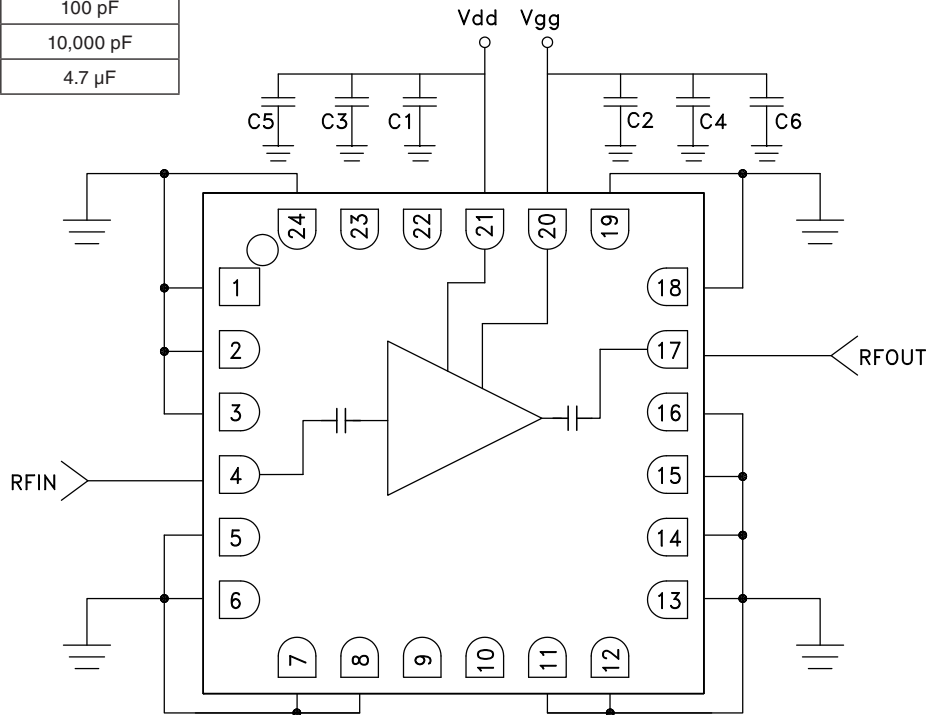 100 pF
10,000 pF
4.7 µF
Vdd Vgg
C5 C3 C1 C2 C4 C6
24 23 22 21 20 19
1 18
2 17 RFOUT
3 16
RFIN 4 15
5 14
6 13
7 8 9 10 11 12